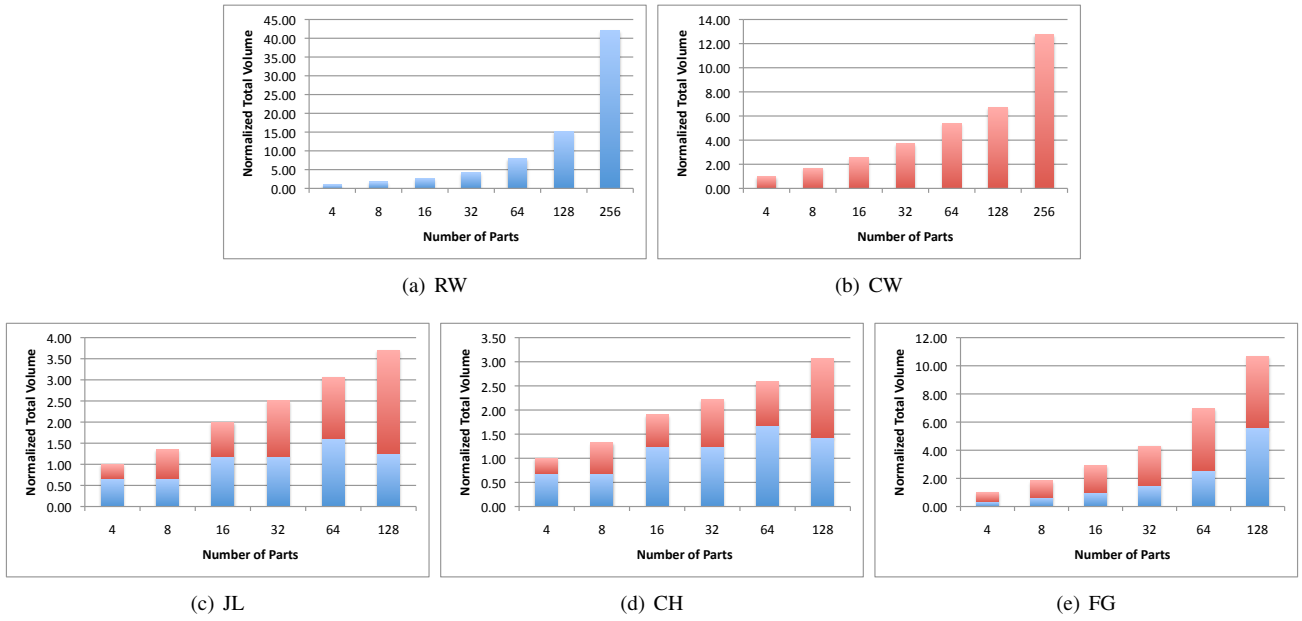 Normalized Total Volume
45.00
40.00
35.00
30.00
25.00
20.00
15.00
10.00
5.00
0.00
4 8 16 32 64 128 256
Number of Parts
(a) RW
Normalized Total Volume
14.00
12.00
10.00
8.00
6.00
4.00
2.00
0.00
4 8 16 32 64 128 256
Number of Parts
(b) CW
Normalized Total Volume
4.00
3.50
3.00
2.50
2.00
1.50
1.00
0.50
0.00
4 8 16 32 64 128
Number of Parts
(c) JL
Normalized Total Volume
3.50
3.00
2.50
2.00
1.50
1.00
0.50
0.00
4 8 16 32 64 128
Number of Parts
(d) CH
Normalized Total Volume
12.00
10.00
8.00
6.00
4.00
2.00
0.00
4 8 16 32 64 128
Number of Parts
(e) FG